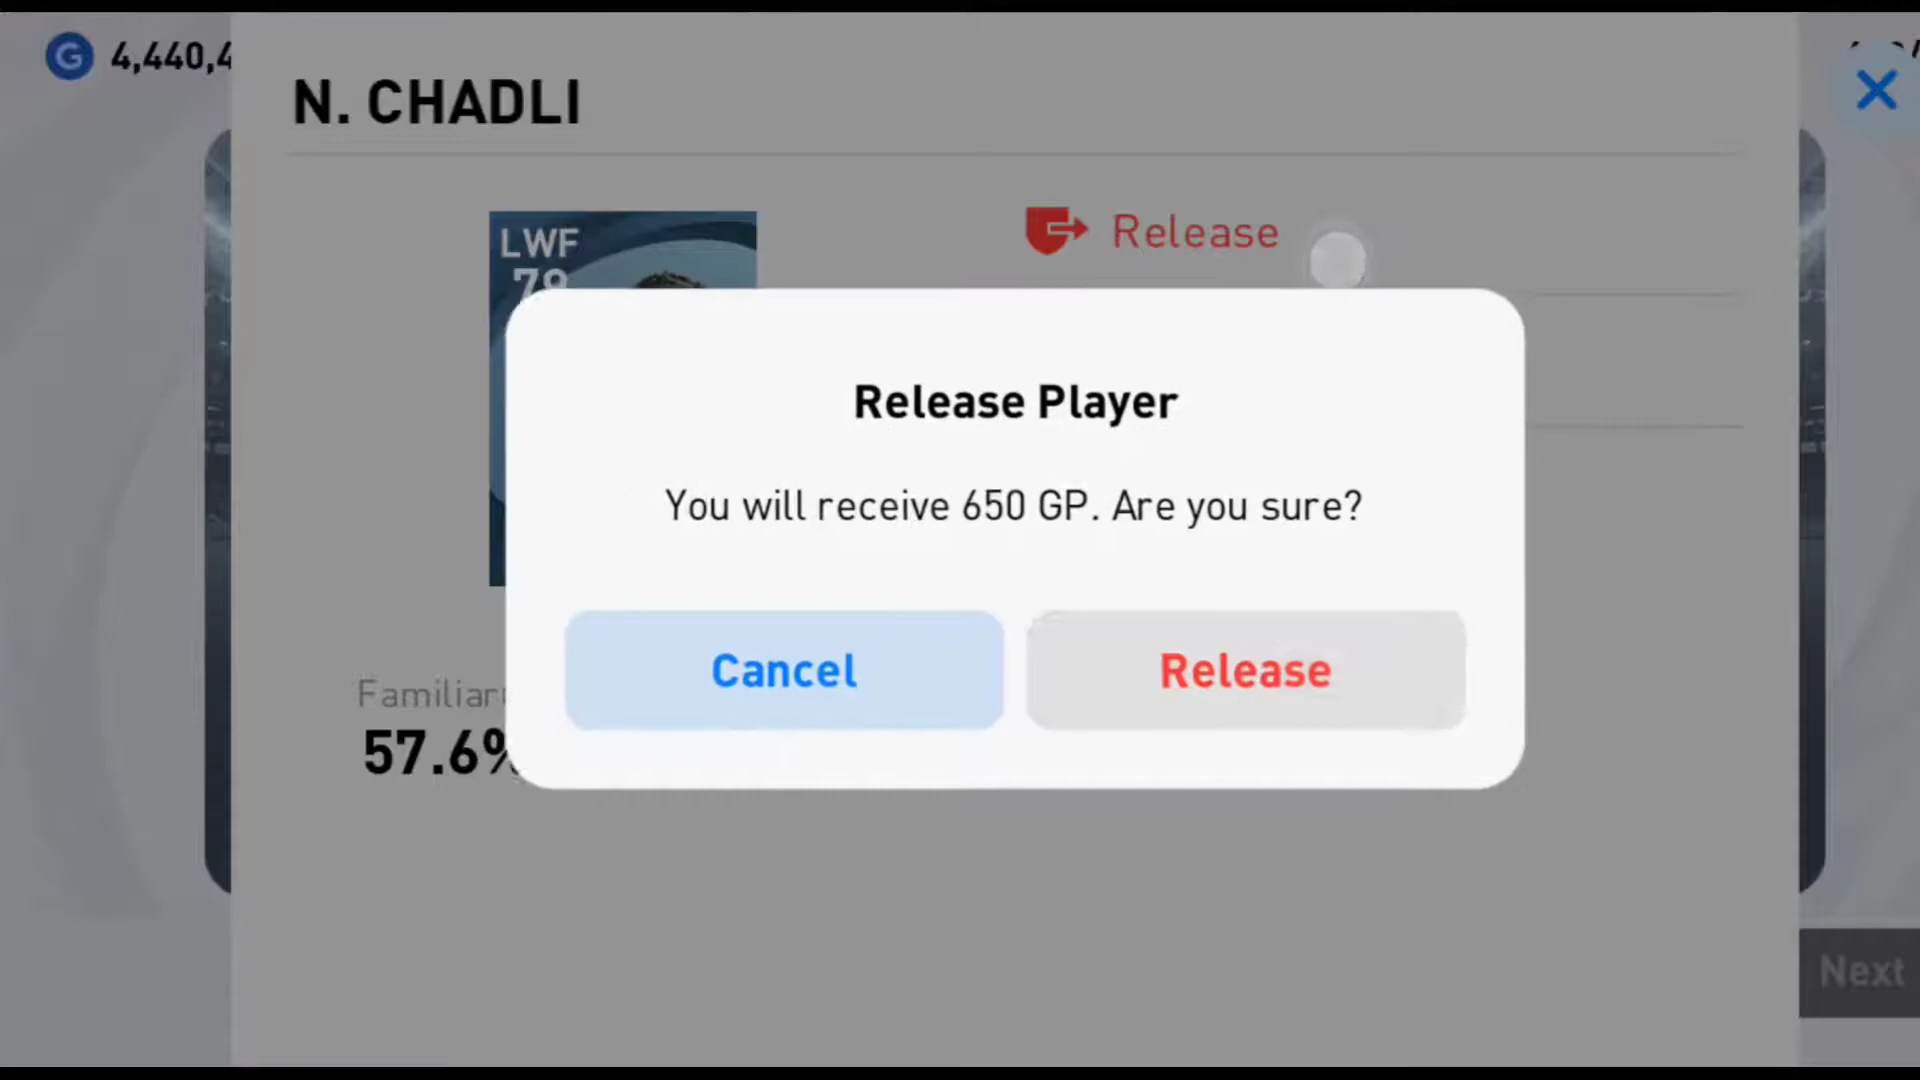 4,440,4
N. CHADLI
LWF
Release
Release Player
You will receive 650 GP. Are you sure?
Cancel
Release
57.6%
Next